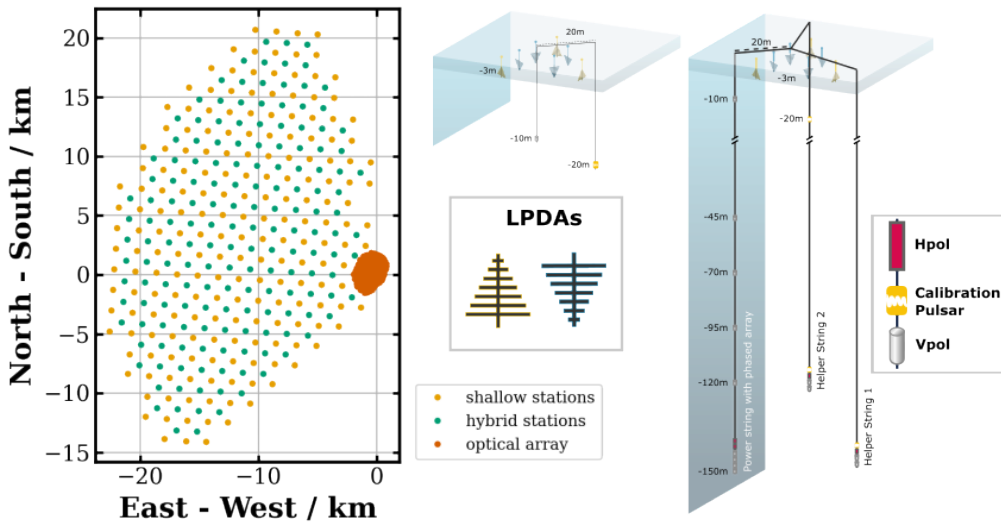 North - South / km
20
15
10
5
0
−5
−10
−15
−20
−10
0
East - West / km
20m
-3m
-10m
-20m
LPDAs
shallow stations
hybrid stations
optical array
20m
-3m
-10m
-20m
-45m
-70m
-95m
-120m
-150m
Power string with phased array
Helper String 2
Helper String 1
Hpol
Calibration
Pulsar
Vpol